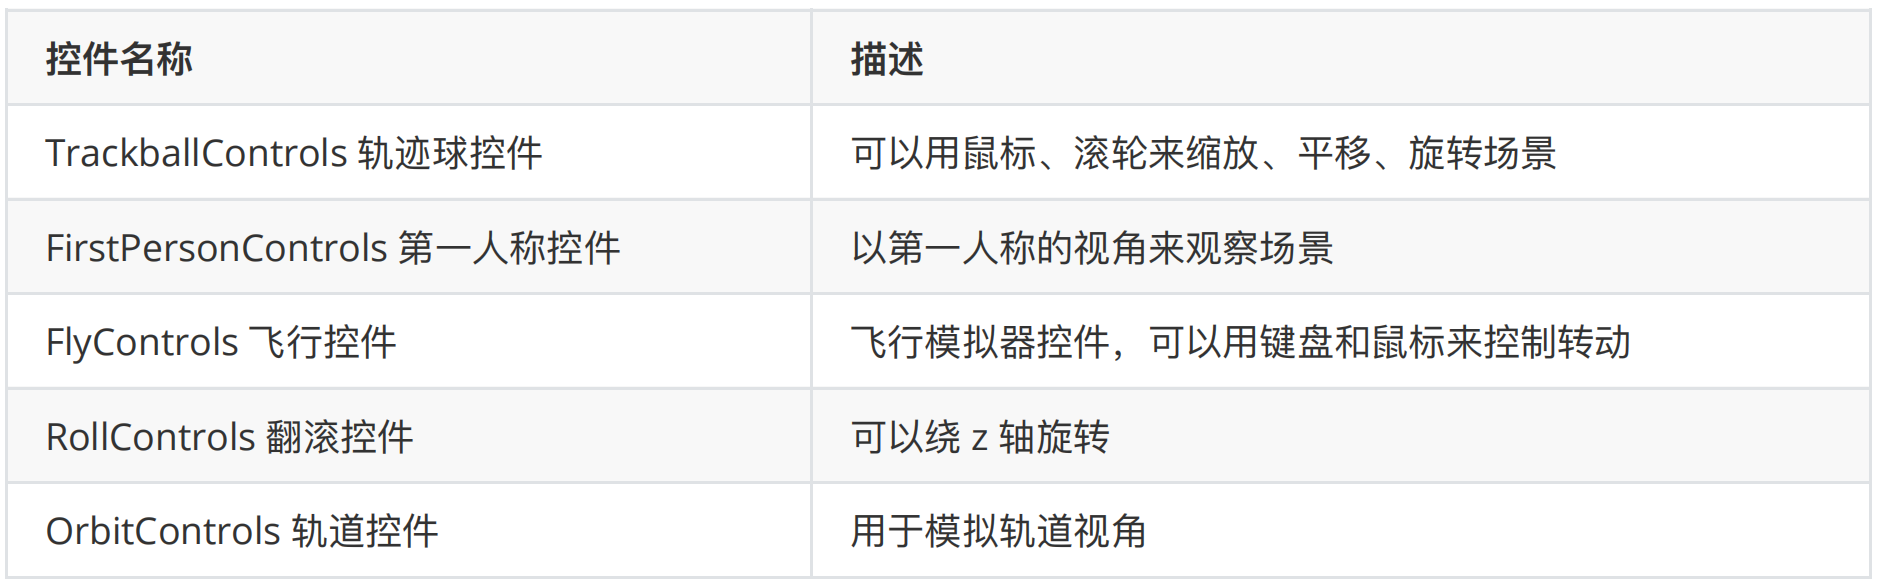 控件名称 描述
TrackballControls 轨迹球控件 可以用鼠标、滚轮来缩放、平移、旋转场景
FirstPersonControls 第一人称控件 以第一人称的视角来观察场景
FlyControls 飞行控件 飞行模拟器控件，可以用键盘和鼠标来控制转动
RollControls 翻滚控件 可以绕 z 轴旋转
OrbitControls 轨道控件 用于模拟轨道视角